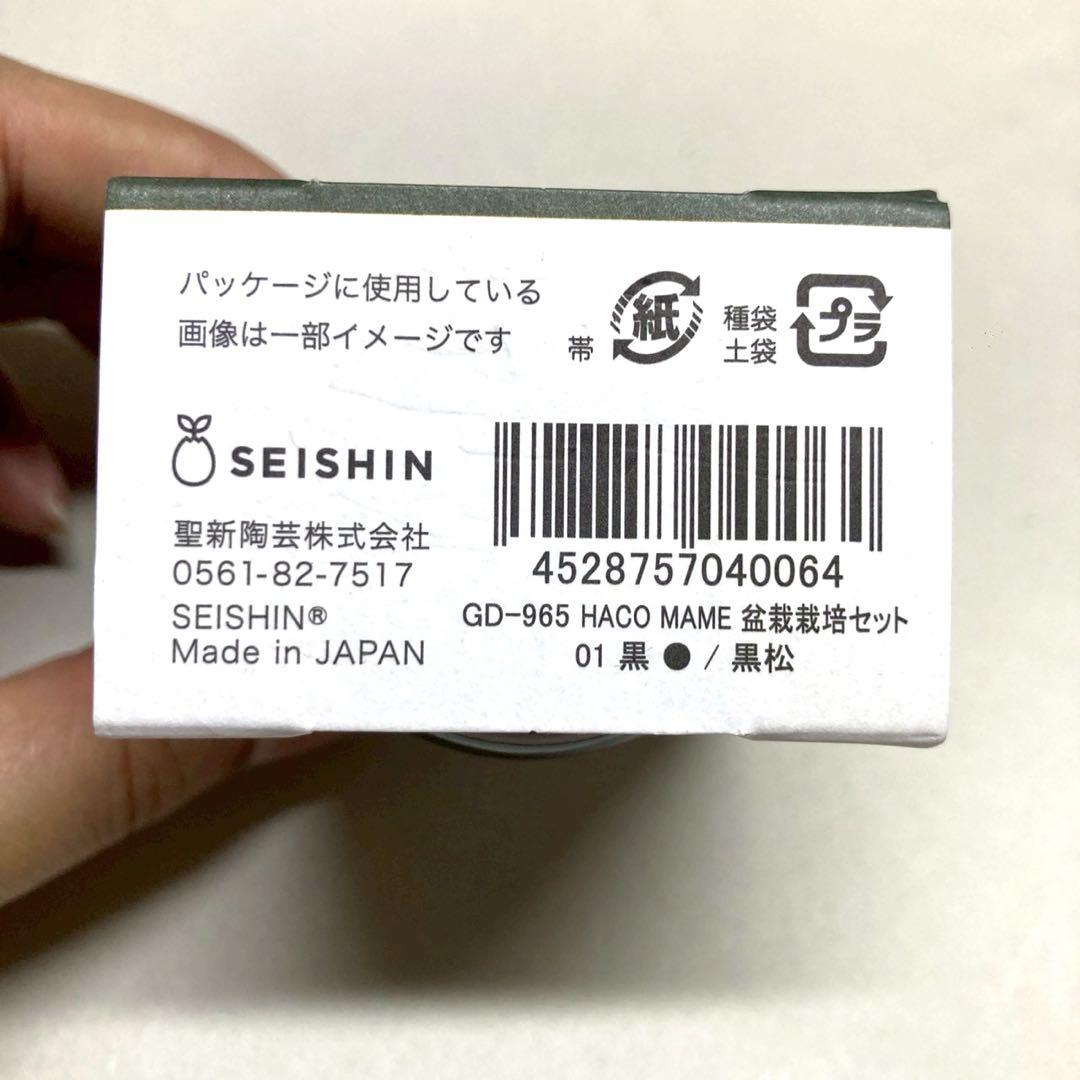 パッケージに使用している
画像は一部イメージです
帯
紙
種袋
土袋
プラ
SEISHIN
聖新陶芸株式会社
0561-82-7517
SEISHIN®
Made in JAPAN
4528757040064
GD-965 HACO MAME 盆栽栽培セット
01 黒 ● / 黒松